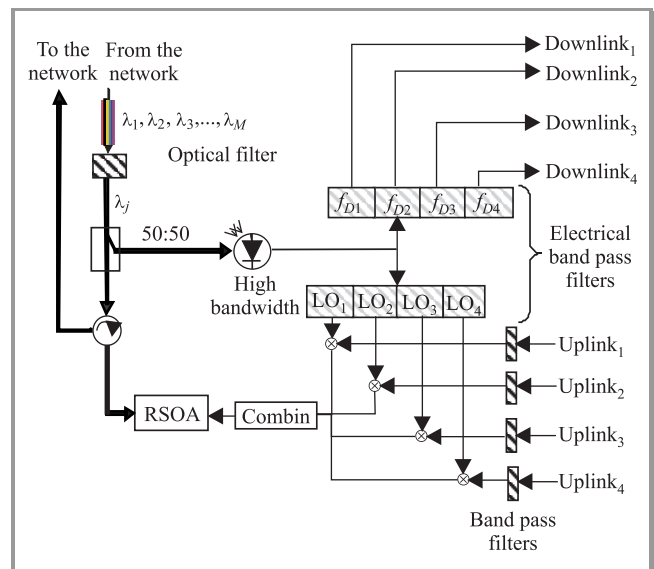 To the
network
From the
network
λ1, λ2, λ3,..., λM
Optical filter
λj
50:50
High
bandwidth
Downlink1
Downlink2
Downlink3
Downlink4
fD1 fD2 fD3 fD4
Electrical
band pass
filters
LO1 LO2 LO3 LO4
Uplink1
Uplink2
Uplink3
Uplink4
RSOA
Combin
Band pass
filters